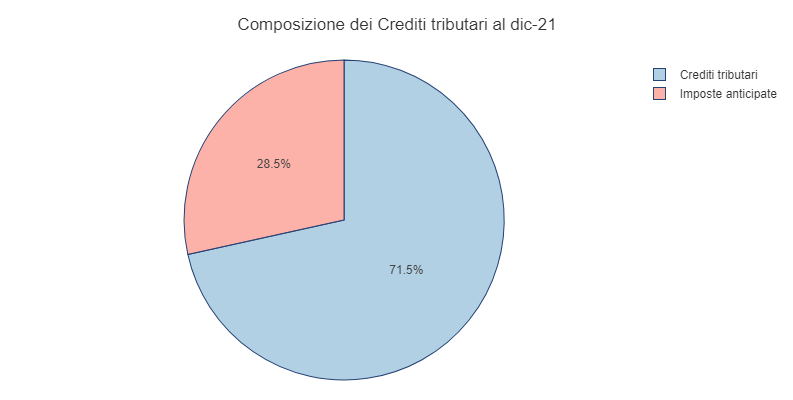 Composizione dei Crediti tributari al dic-21
Crediti tributari
Imposte anticipate
28.5%
71.5%